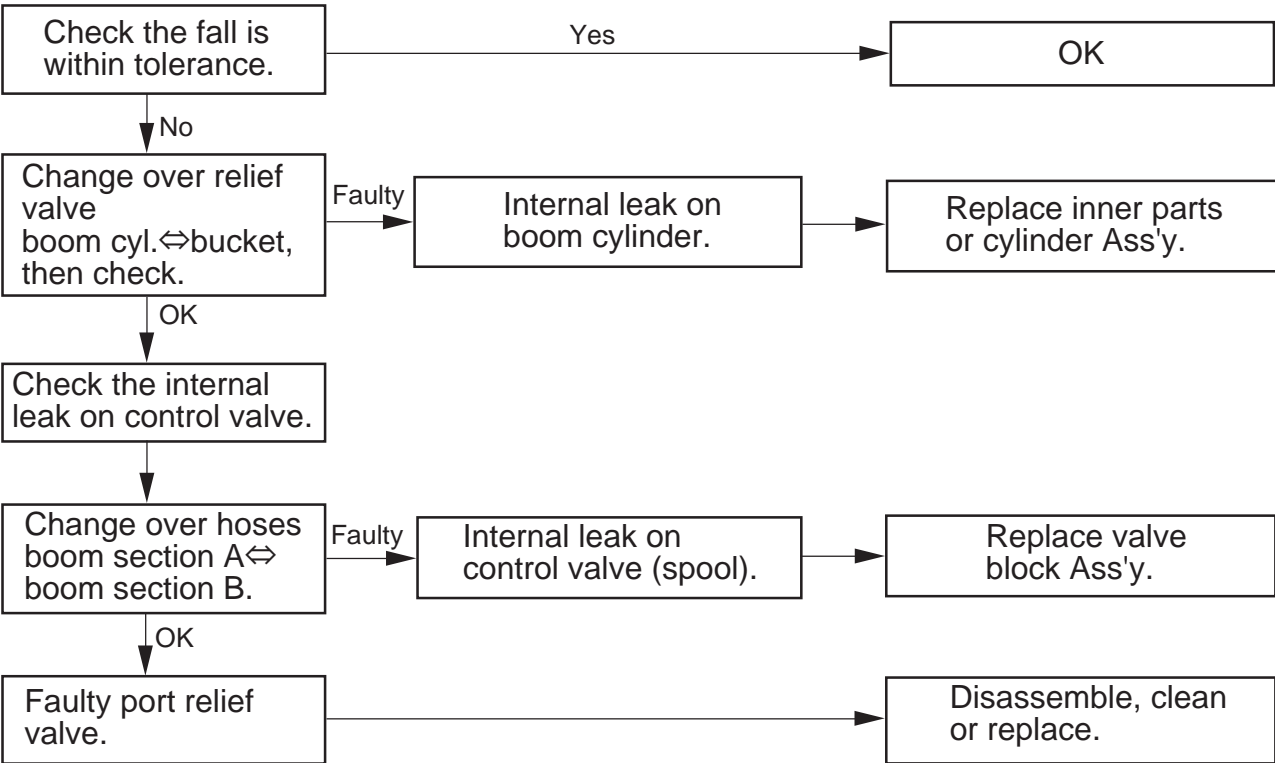 Check the fall is
within tolerance.
Yes
OK
No
Change over relief
valve
boom cyl.⇔bucket,
then check.
Faulty
Internal leak on
boom cylinder.
Replace inner parts
or cylinder Ass'y.
OK
Check the internal
leak on control valve.
Change over hoses
boom section A⇔
boom section B.
Faulty
Internal leak on
control valve (spool).
Replace valve
block Ass'y.
OK
Faulty port relief
valve.
Disassemble, clean
or replace.